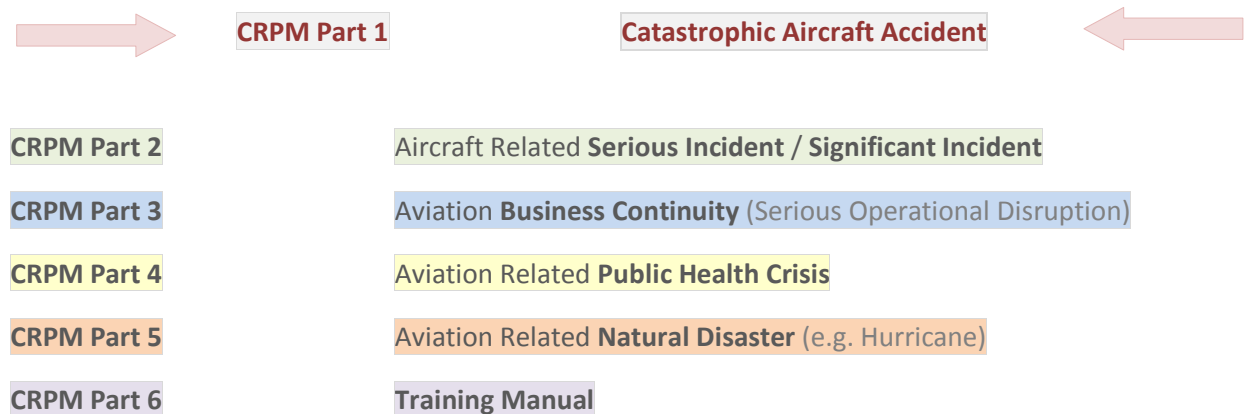 CRPM Part 1 Catastrophic Aircraft Accident
CRPM Part 2 Aircraft Related Serious Incident / Significant Incident
CRPM Part 3 Aviation Business Continuity (Serious Operational Disruption)
CRPM Part 4 Aviation Related Public Health Crisis
CRPM Part 5 Aviation Related Natural Disaster (e.g. Hurricane)
CRPM Part 6 Training Manual